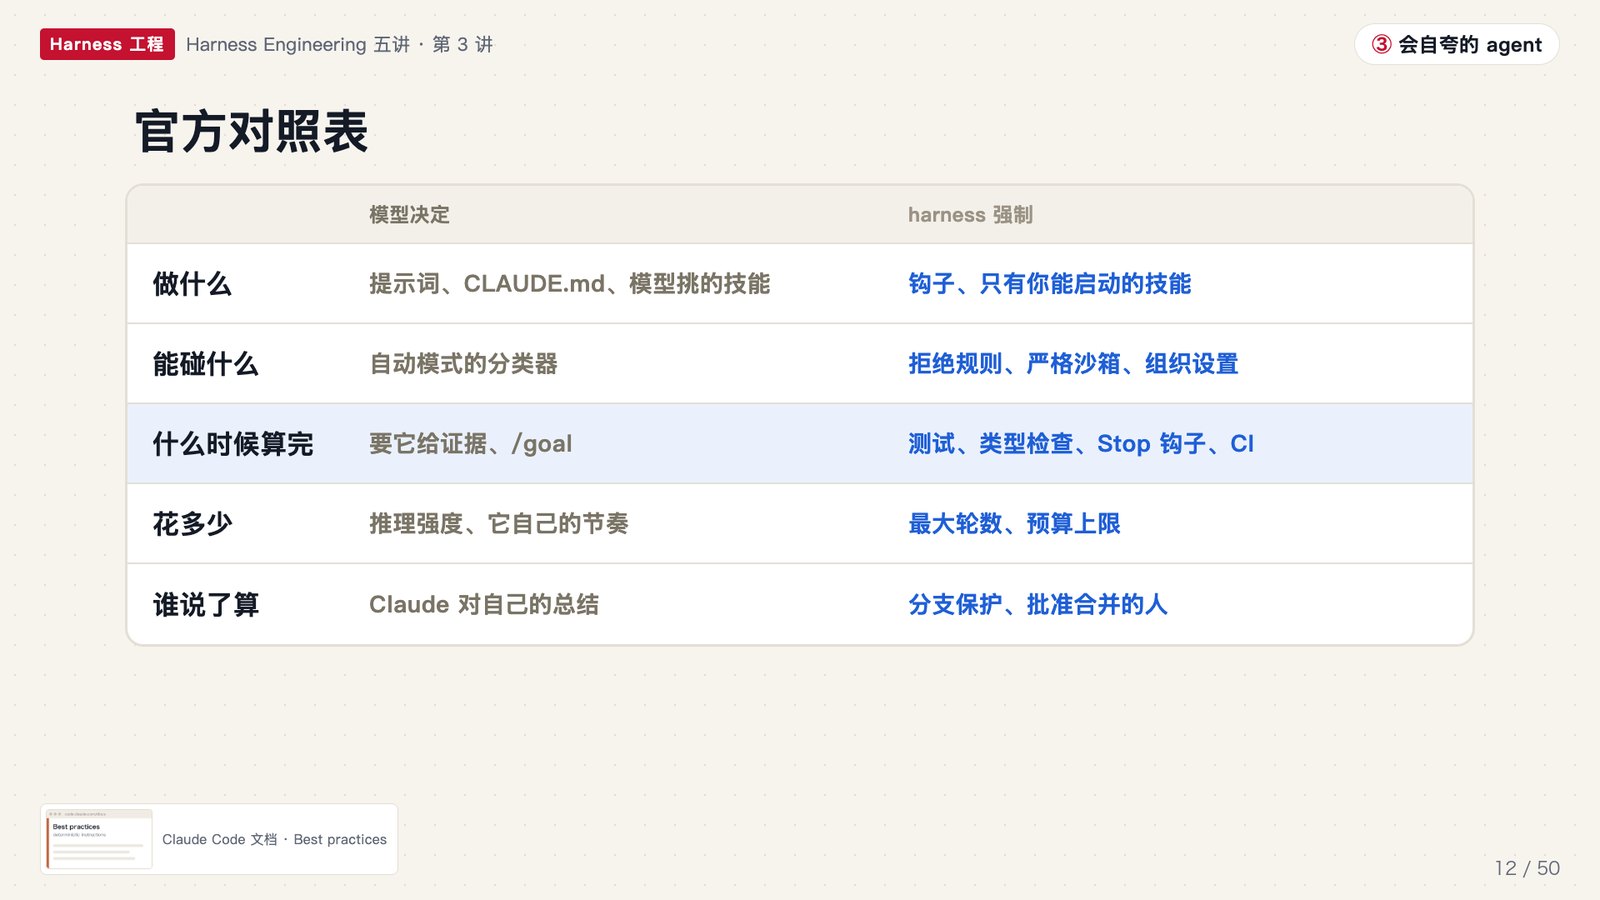 Harness 工程 Harness Engineering 五讲 · 第 3 讲
③ 会自夸的 agent
官方对照表
模型决定 harness 强制
做什么 提示词、CLAUDE.md、模型挑的技能 钩子、只有你能启动的技能
能碰什么 自动模式的分类器 拒绝规则、严格沙箱、组织设置
什么时候算完 要它给证据、/goal 测试、类型检查、Stop 钩子、CI
花多少 推理强度、它自己的节奏 最大轮数、预算上限
谁说了算 Claude 对自己的总结 分支保护、批准合并的人
Best practices
Claude Code 文档 · Best practices
12 / 50